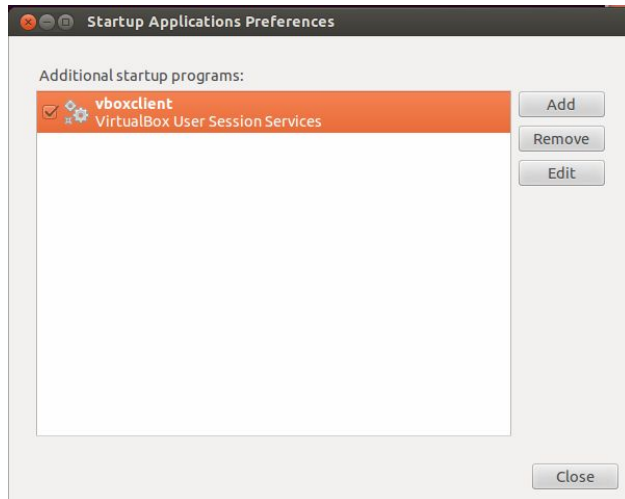 Startup Applications Preferences
Additional startup programs:
vboxclient
VirtualBox User Session Services
Add
Remove
Edit
Close